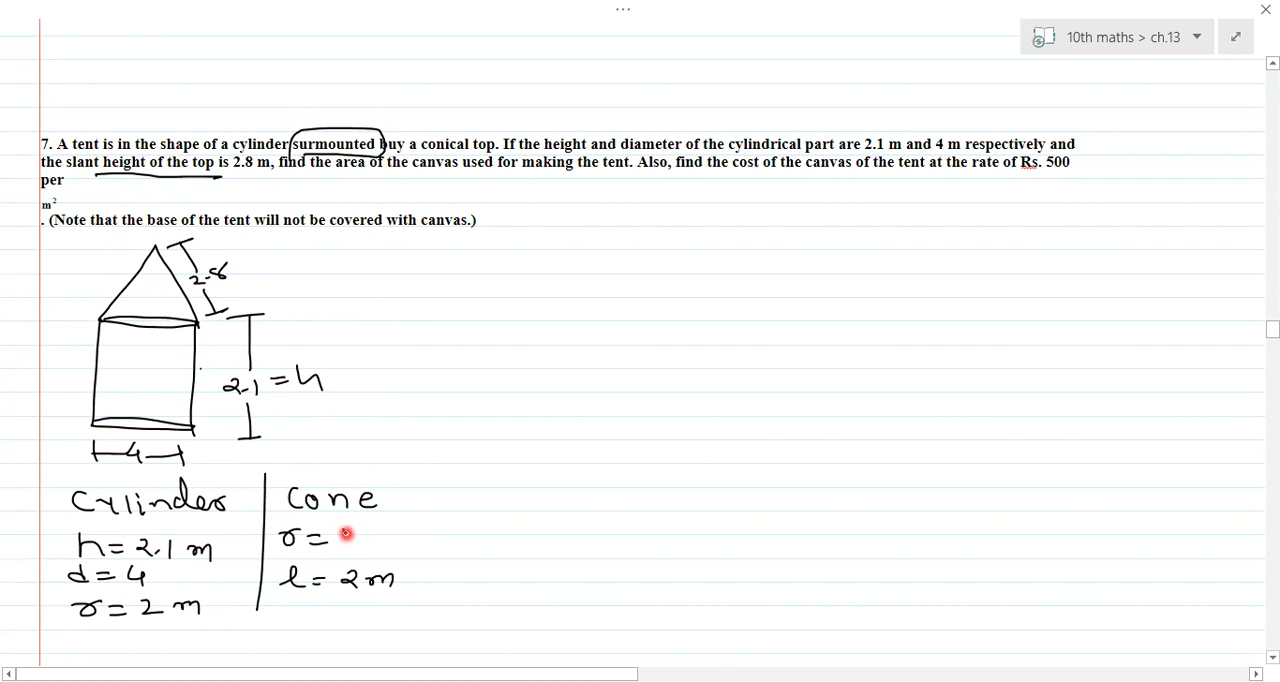 10th maths > ch.13
7. A tent is in the shape of a cylinder surmounted buy a conical top. If the height and diameter of the cylindrical part are 2.1 m and 4 m respectively and
the slant height of the top is 2.8 m, find the area of the canvas used for making the tent. Also, find the cost of the canvas of the tent at the rate of Rs. 500
per
m²
. (Note that the base of the tent will not be covered with canvas.)
2.8
2.1 = h
4
Cylinder
Cone
h = 2.1 m
r =
d = 4
l = 2 m
r = 2 m